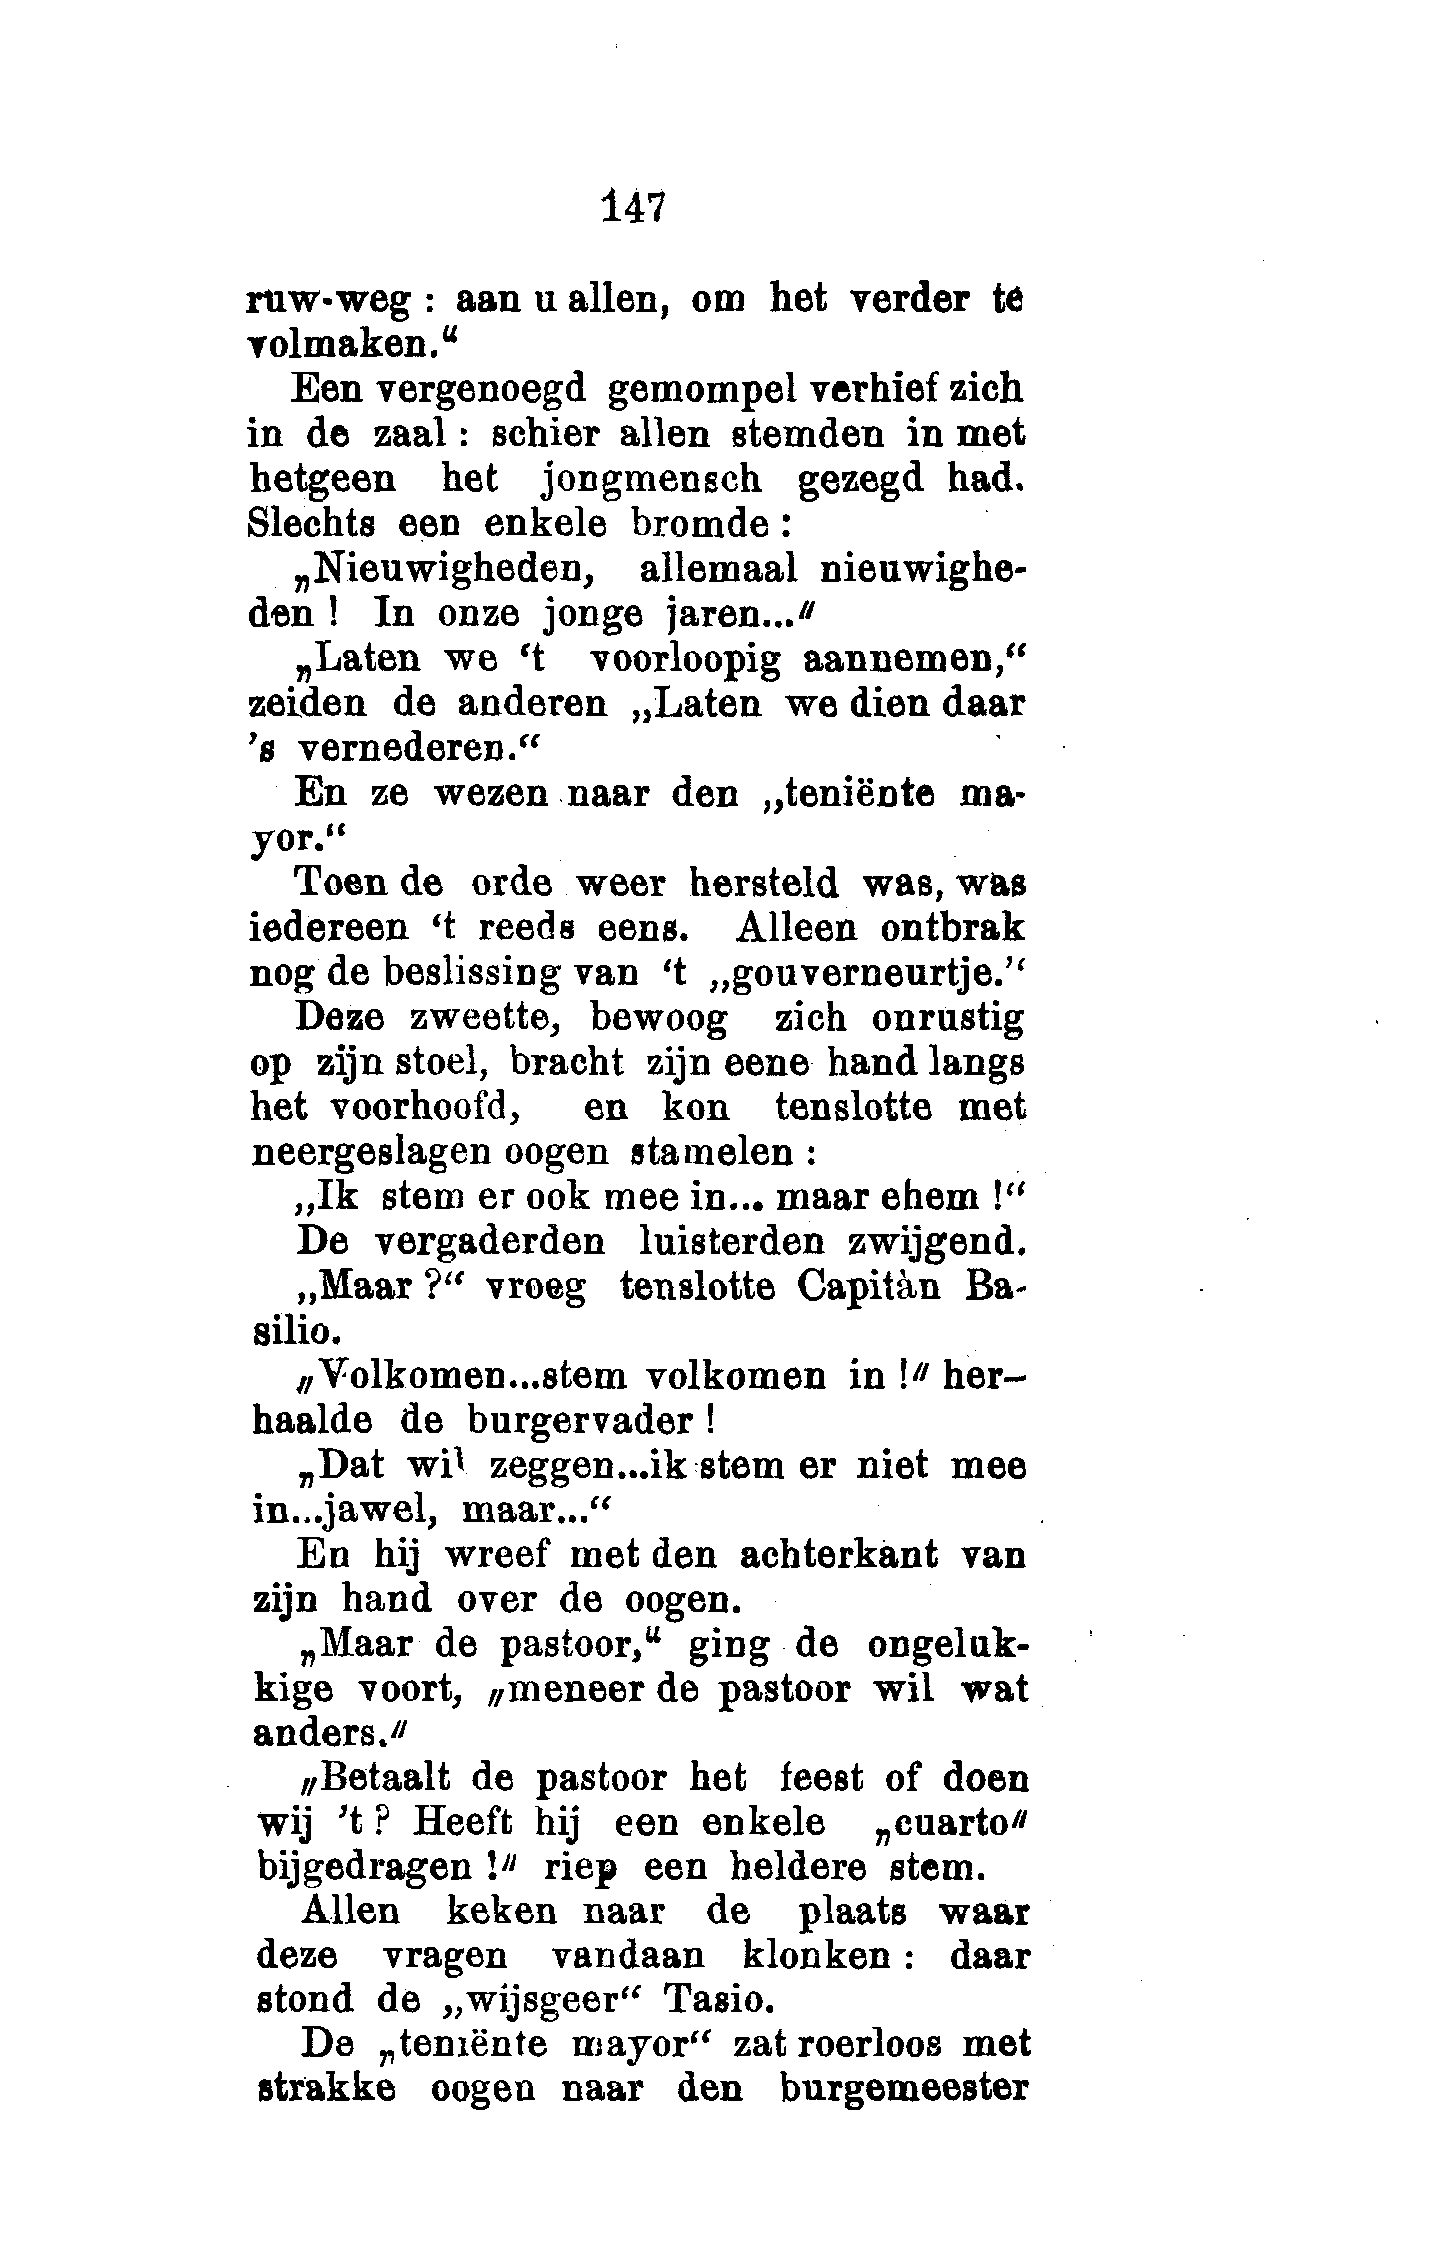 147
ruw-weg : aan u allen, om het verder te
volmaken.“
Een vergenoegd gemompel verhief zich
in de zaal : schier allen stemden in met
hetgeen het jongmensch gezegd had.
Slechts een enkele bromde :
„Nieuwigheden, allemaal nieuwighe-
den ! In onze jonge jaren..."
„Laten we ‘t voorloopig aannemen,“
zeiden de anderen „Laten we dien daar
’s vernederen.“
En ze wezen naar den „teniënte ma-
yor.“
Toen de orde weer hersteld was, was
iedereen ‘t reeds eens. Alleen ontbrak
nog de beslissing van ‘t „gouverneurtje.’‘
Deze zweette, bewoog zich onrustig
op zijn stoel, bracht zijn eene hand langs
het voorhoofd, en kon tenslotte met
neergeslagen oogen stamelen :
„Ik stem er ook mee in... maar ehem !“
De vergaderden luisterden zwijgend.
„Maar ?“ vroeg tenslotte Capitàn Ba-
silio.
„Volkomen...stem volkomen in !" her-
haalde de burgervader !
„Dat wil zeggen...ik stem er niet mee
in...jawel, maar...“
En hij wreef met den achterkant van
zijn hand over de oogen.
„Maar de pastoor,“ ging de ongeluk-
kige voort, „meneer de pastoor wil wat
anders."
„Betaalt de pastoor het feest of doen
wij ’t ? Heeft hij een enkele „cuarto"
bijgedragen !" riep een heldere stem.
Allen keken naar de plaats waar
deze vragen vandaan klonken : daar
stond de „wijsgeer“ Tasio.
De „teniënte mayor“ zat roerloos met
strakke oogen naar den burgemeester